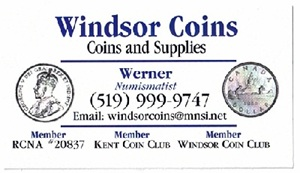 Windsor Coins
Coins and Supplies
Werner
Numismatist
(519) 999-9747
Email: windsorcoins@mnsi.net
Member Member Member
RCNA #20837 KENT COIN CLUB WINDSOR COIN CLUB
CANADA
DOLLAR